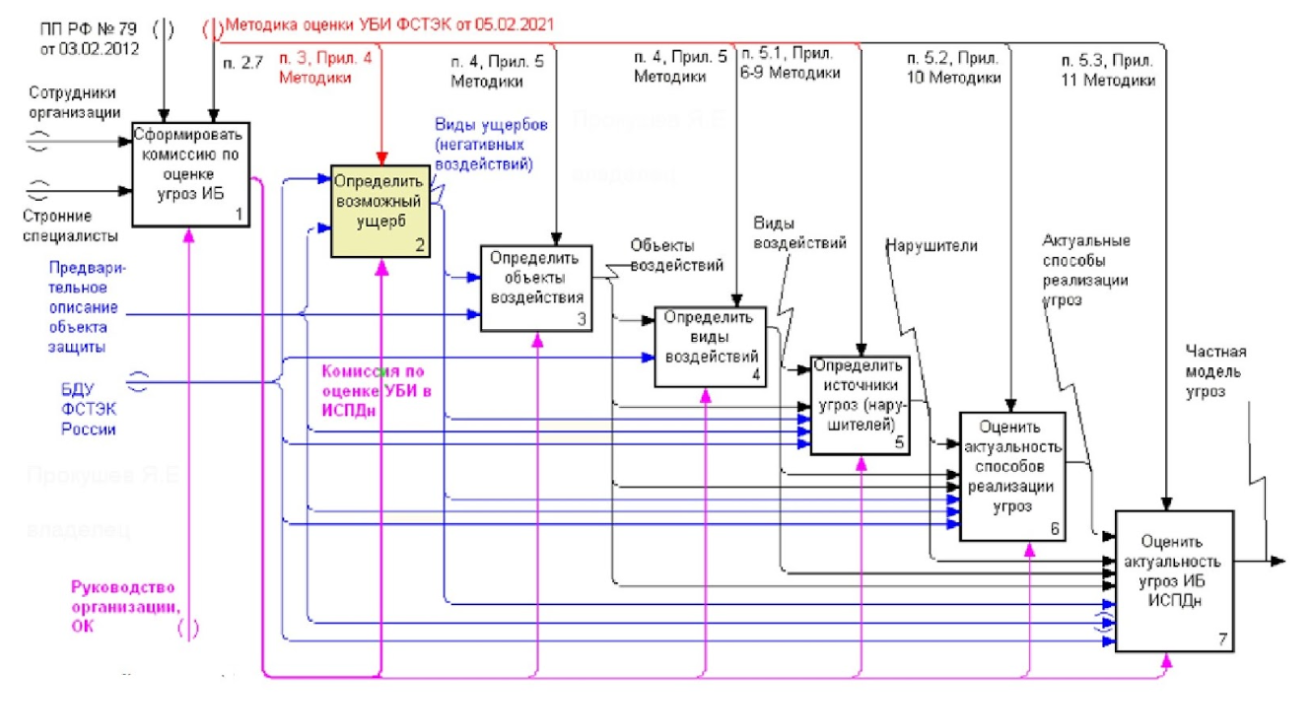 ПП РФ № 79
от 03.02.2012
Методика оценки УБИ ФСТЭК от 05.02.2021
п. 2.7
п. 3, Прил. 4
Методики
п. 4, Прил. 5
Методики
п. 4, Прил. 5
Методики
п. 5.1, Прил.
6-9 Методики
п. 5.2, Прил.
10 Методики
п. 5.3, Прил.
11 Методики
Сотрудники
организации
Сформировать
комиссию по
оценке
угроз ИБ
1
Стронние
специалисты
Виды ущербов
(негативных
воздействий)
Определить
возможный
ущерб
2
Предвари-
тельное
описание
объекта
защиты
Определить
объекты
воздействия
3
Объекты
воздействий
Виды
воздействий
Нарушители
Актуальные
способы
реализации
угроз
Определить
виды
воздействий
4
БДУ
ФСТЭК
России
Комиссия по
оценке УБИ в
ИСПДн
Определить
источники
угроз (нару-
шителей)
5
Частная
модель
угроз
Оценить
актуальность
способов
реализации
угроз
6
Прокушев Я.Е
владелец
Прокушев Я.Е
владелец
Оценить
актуальность
угроз ИБ
ИСПДн
7
Руководство
организации,
ОК